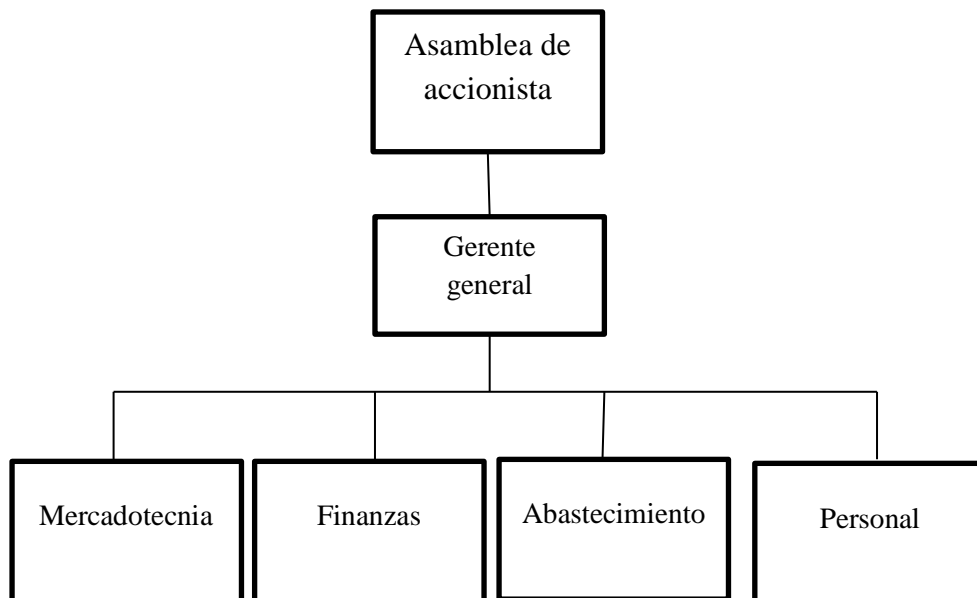 Asamblea de
accionista
Gerente
general
Mercadotecnia
Finanzas
Abastecimiento
Personal